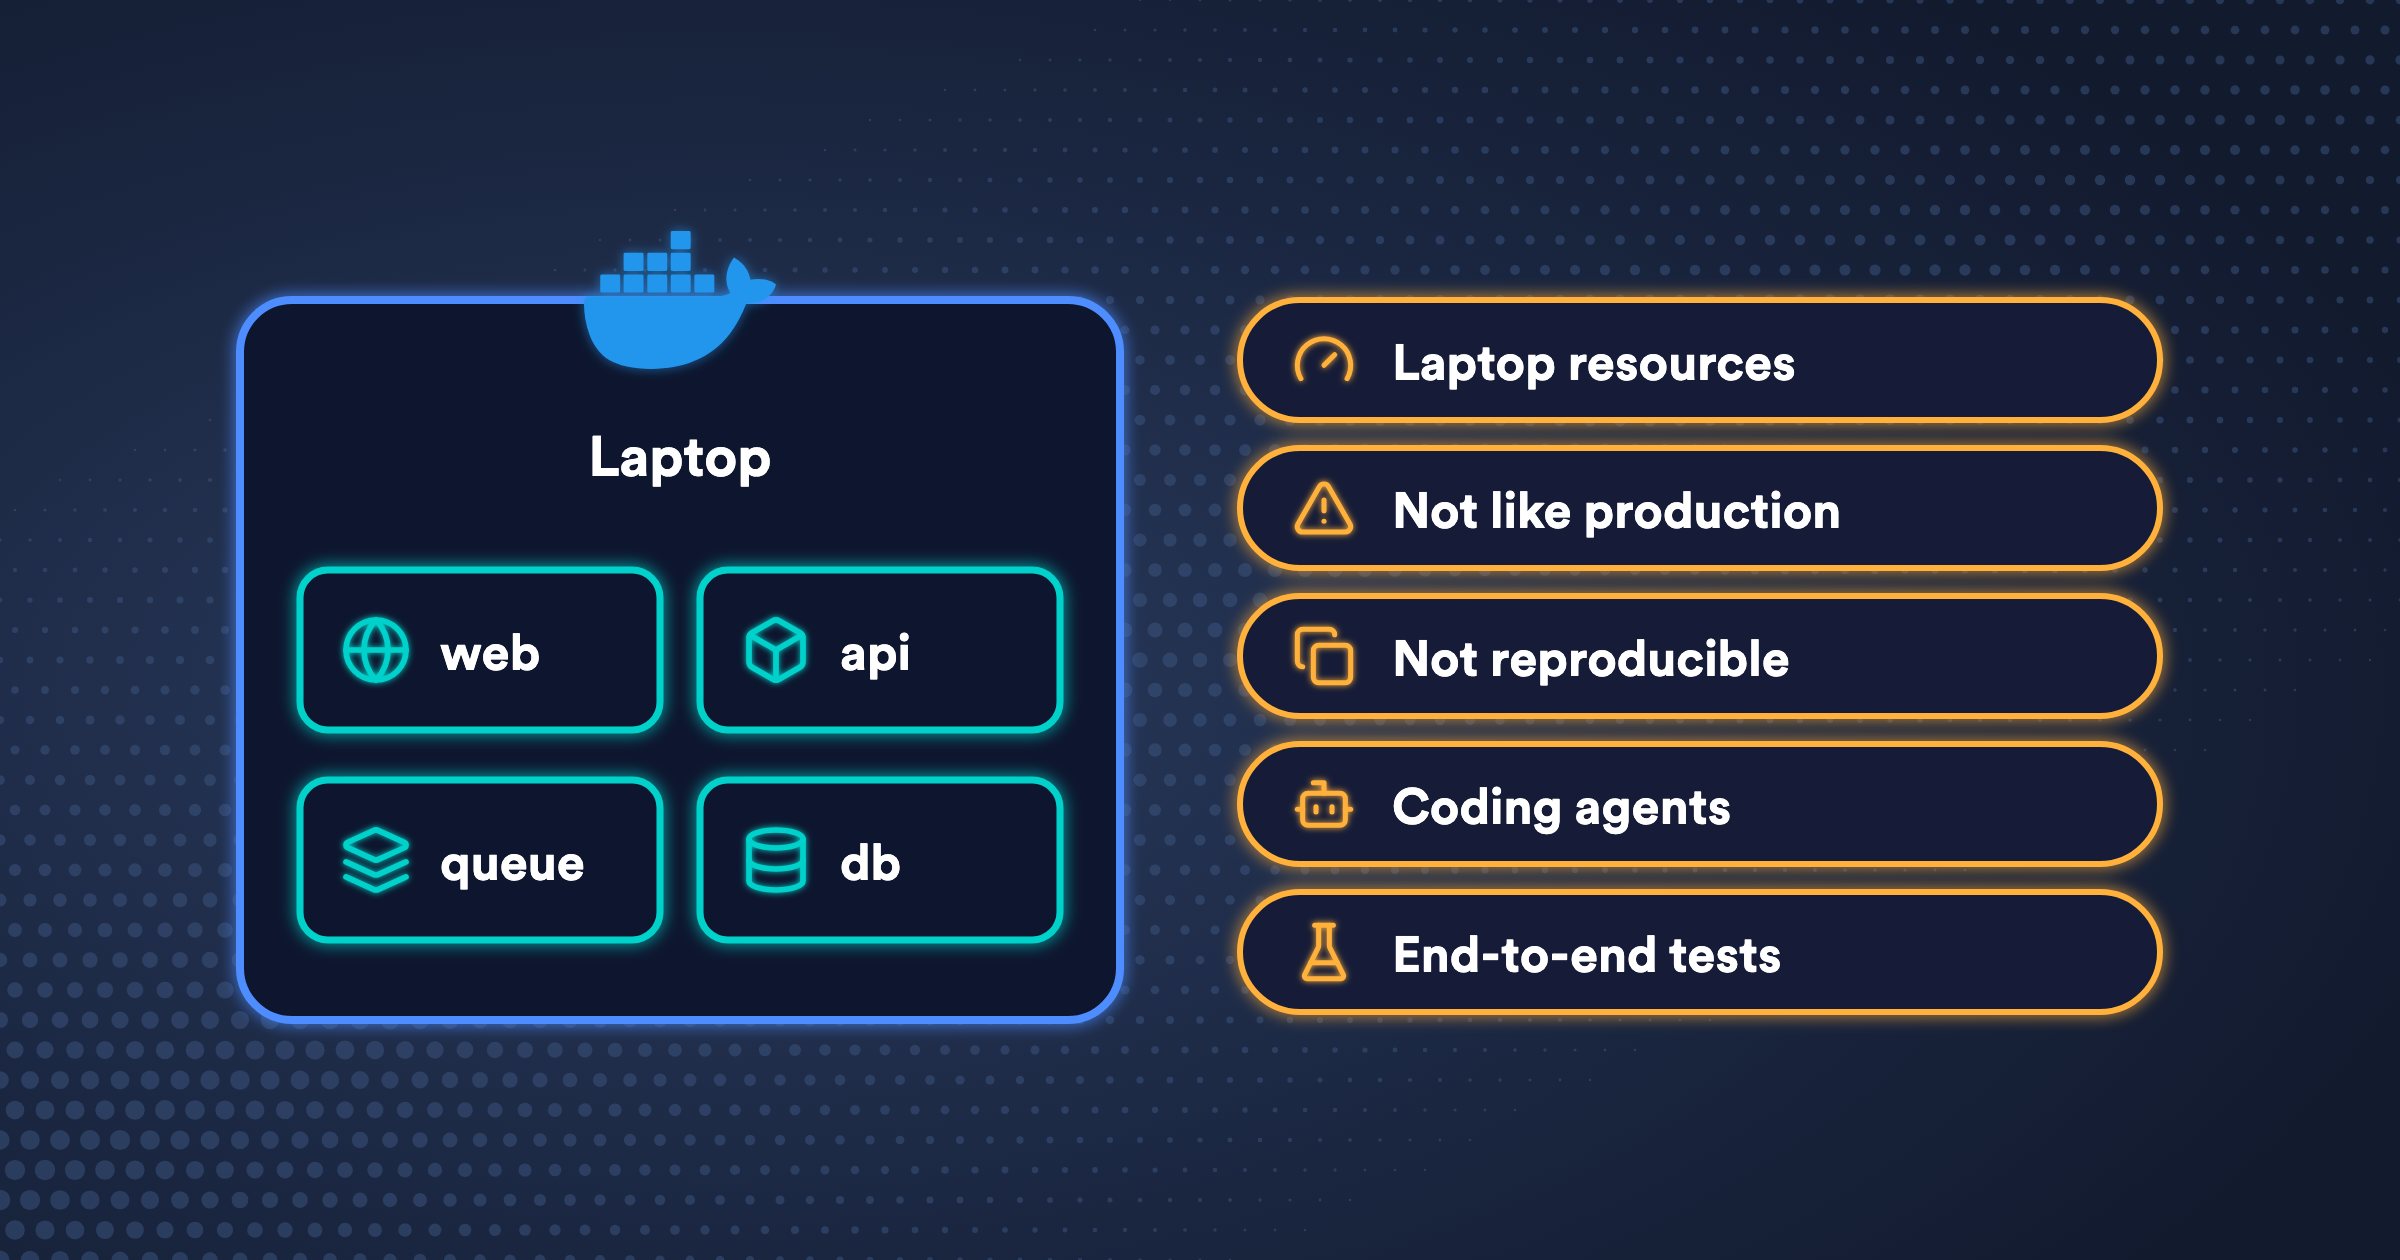 Laptop
web
api
queue
db
Laptop resources
Not like production
Not reproducible
Coding agents
End-to-end tests